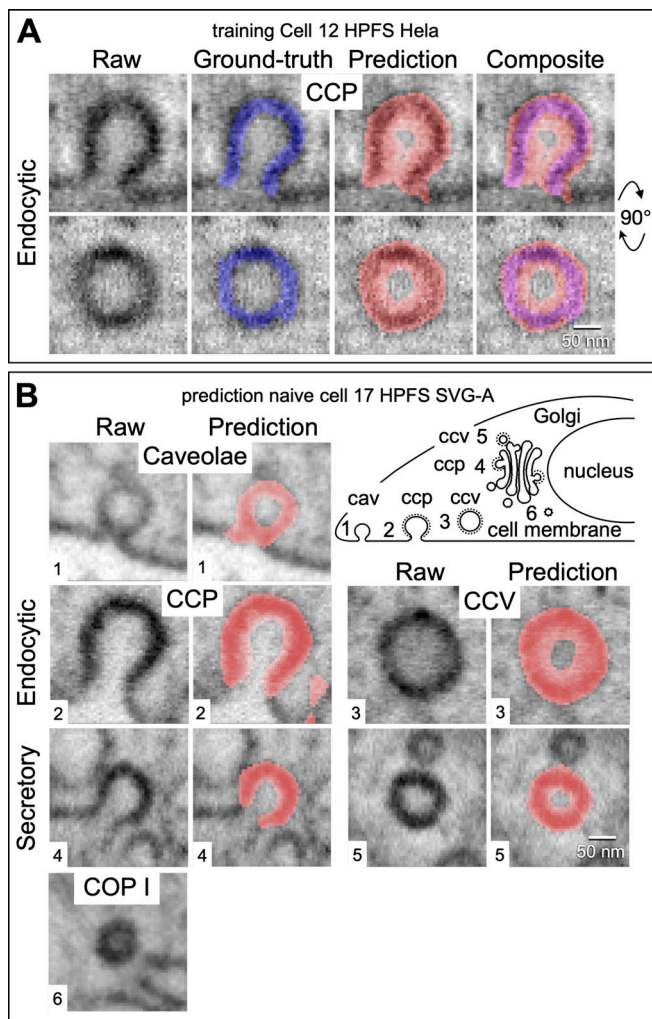 A
training Cell 12 HPFS Hela
Raw Ground-truth Prediction Composite
CCP
Endocytic
90°
50 nm
B
prediction naive cell 17 HPFS SVG-A
Raw Prediction
Caveolae
1 1
Golgi
ccv 5
ccp 4
nucleus
cav ccp ccv
1 2 3 6
cell membrane
Endocytic
CCP
2 2
Raw Prediction
CCV
3 3
Secretory
4 4
5 5
50 nm
COP I
6